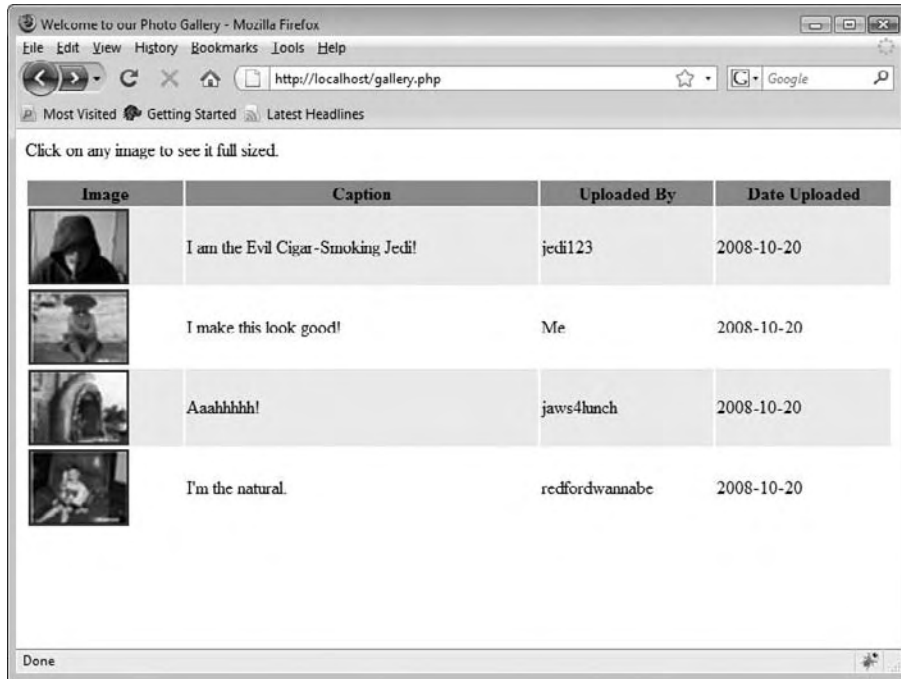 Welcome to our Photo Gallery - Mozilla Firefox
File Edit View History Bookmarks Tools Help
http://localhost/gallery.php
G Google
Most Visited Getting Started Latest Headlines
Click on any image to see it full sized.
Image Caption Uploaded By Date Uploaded
I am the Evil Cigar-Smoking Jedi! jedi123 2008-10-20
I make this look good! Me 2008-10-20
Aaahhhhh! jaws4lunch 2008-10-20
I'm the natural. redfordwannabe 2008-10-20
Done